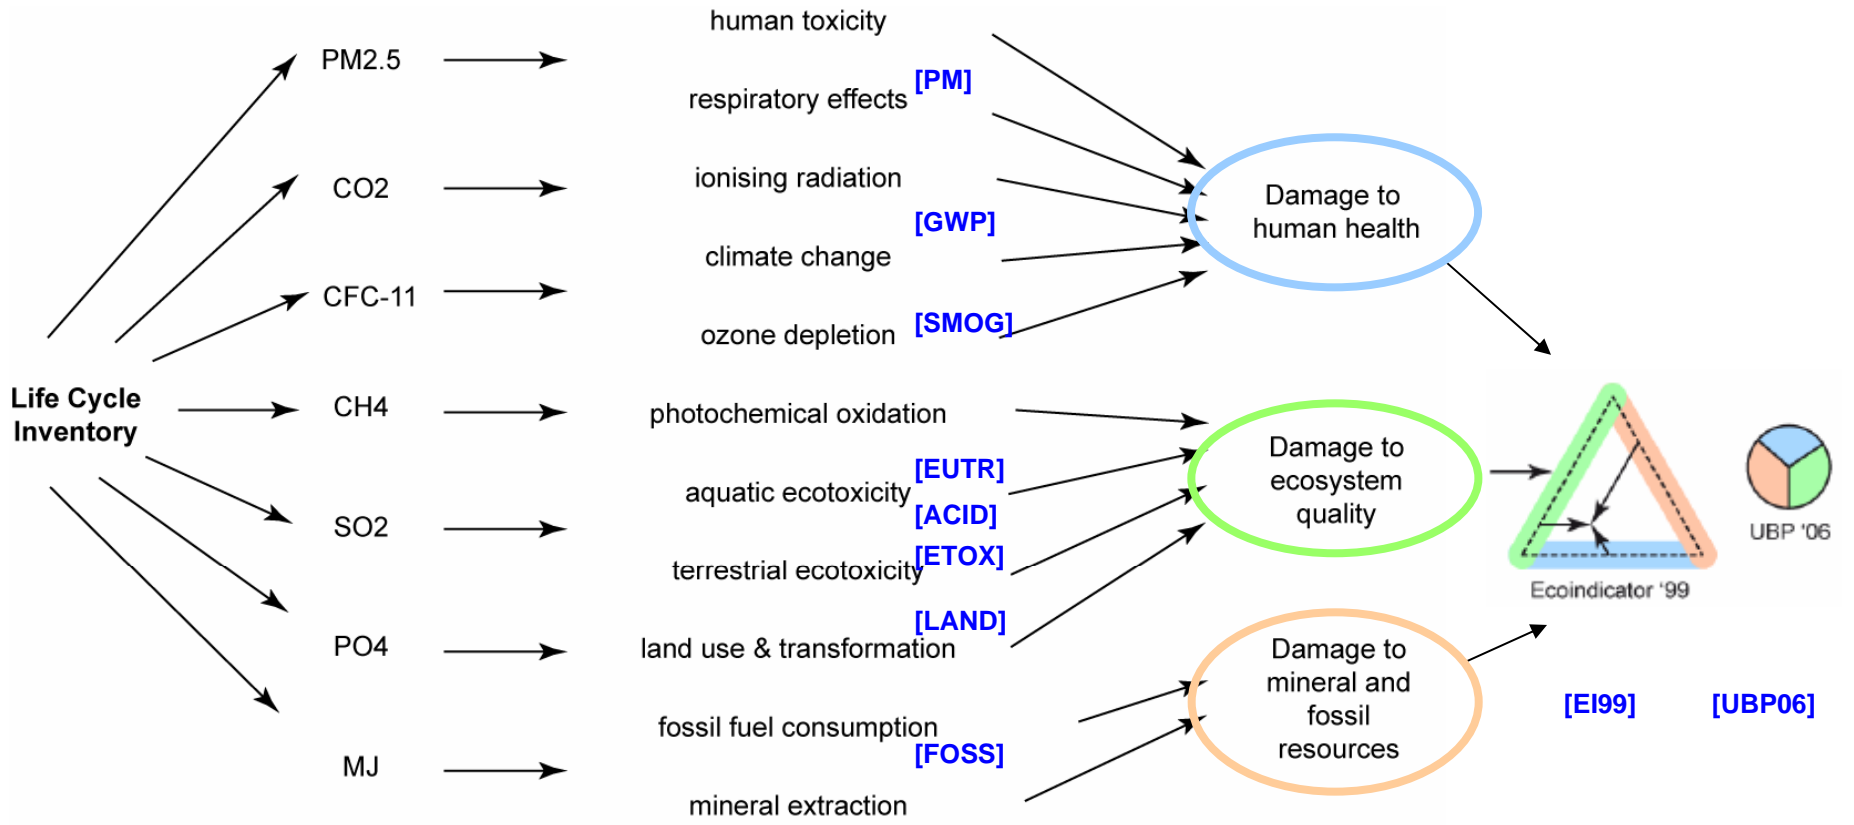 Life Cycle
Inventory
PM2.5
CO2
CFC-11
CH4
SO2
PO4
MJ
human toxicity
[PM]
respiratory effects
ionising radiation
[GWP]
climate change
[SMOG]
ozone depletion
photochemical oxidation
[EUTR]
aquatic ecotoxicity
[ACID]
[ETOX]
terrestrial ecotoxicity
[LAND]
land use & transformation
fossil fuel consumption
[FOSS]
mineral extraction
Damage to
human health
Damage to
ecosystem
quality
Damage to
mineral and
fossil
resources
Ecoindicator '99
UBP '06
[EI99]
[UBP06]